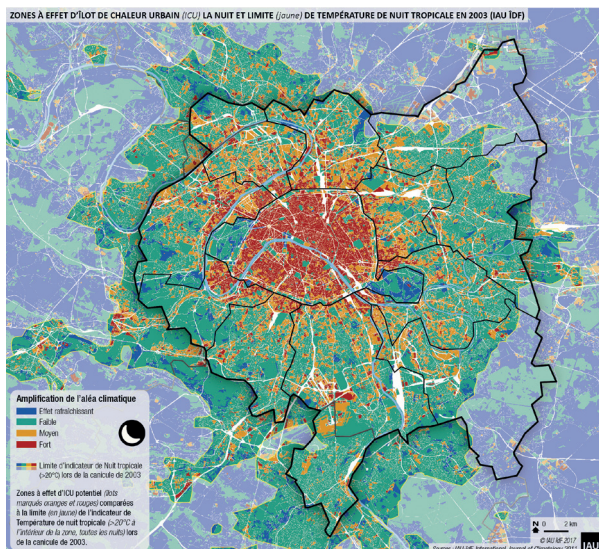 ZONES À EFFET D'ÎLOT DE CHALEUR URBAIN (ICU) LA NUIT ET LIMITE (jaune) DE TEMPÉRATURE DE NUIT TROPICALE EN 2003 (IAU ÎDF)
Amplification de l'aléa climatique
Effet rafraîchissant
Faible
Moyen
Fort
Limite d'indicateur de Nuit tropicale
(>20°C) lors de la canicule de 2003
Zones à effet d'ICU potentiel (îlots
marqués oranges et rouges) comparées
à la limite (en jaune) de l'indicateur de
Température de nuit tropicale (>20°C à
l'intérieur de la zone, toutes les nuits) lors
de la canicule de 2003.
N
0 2 km
© IAU îdF 2017
IAU